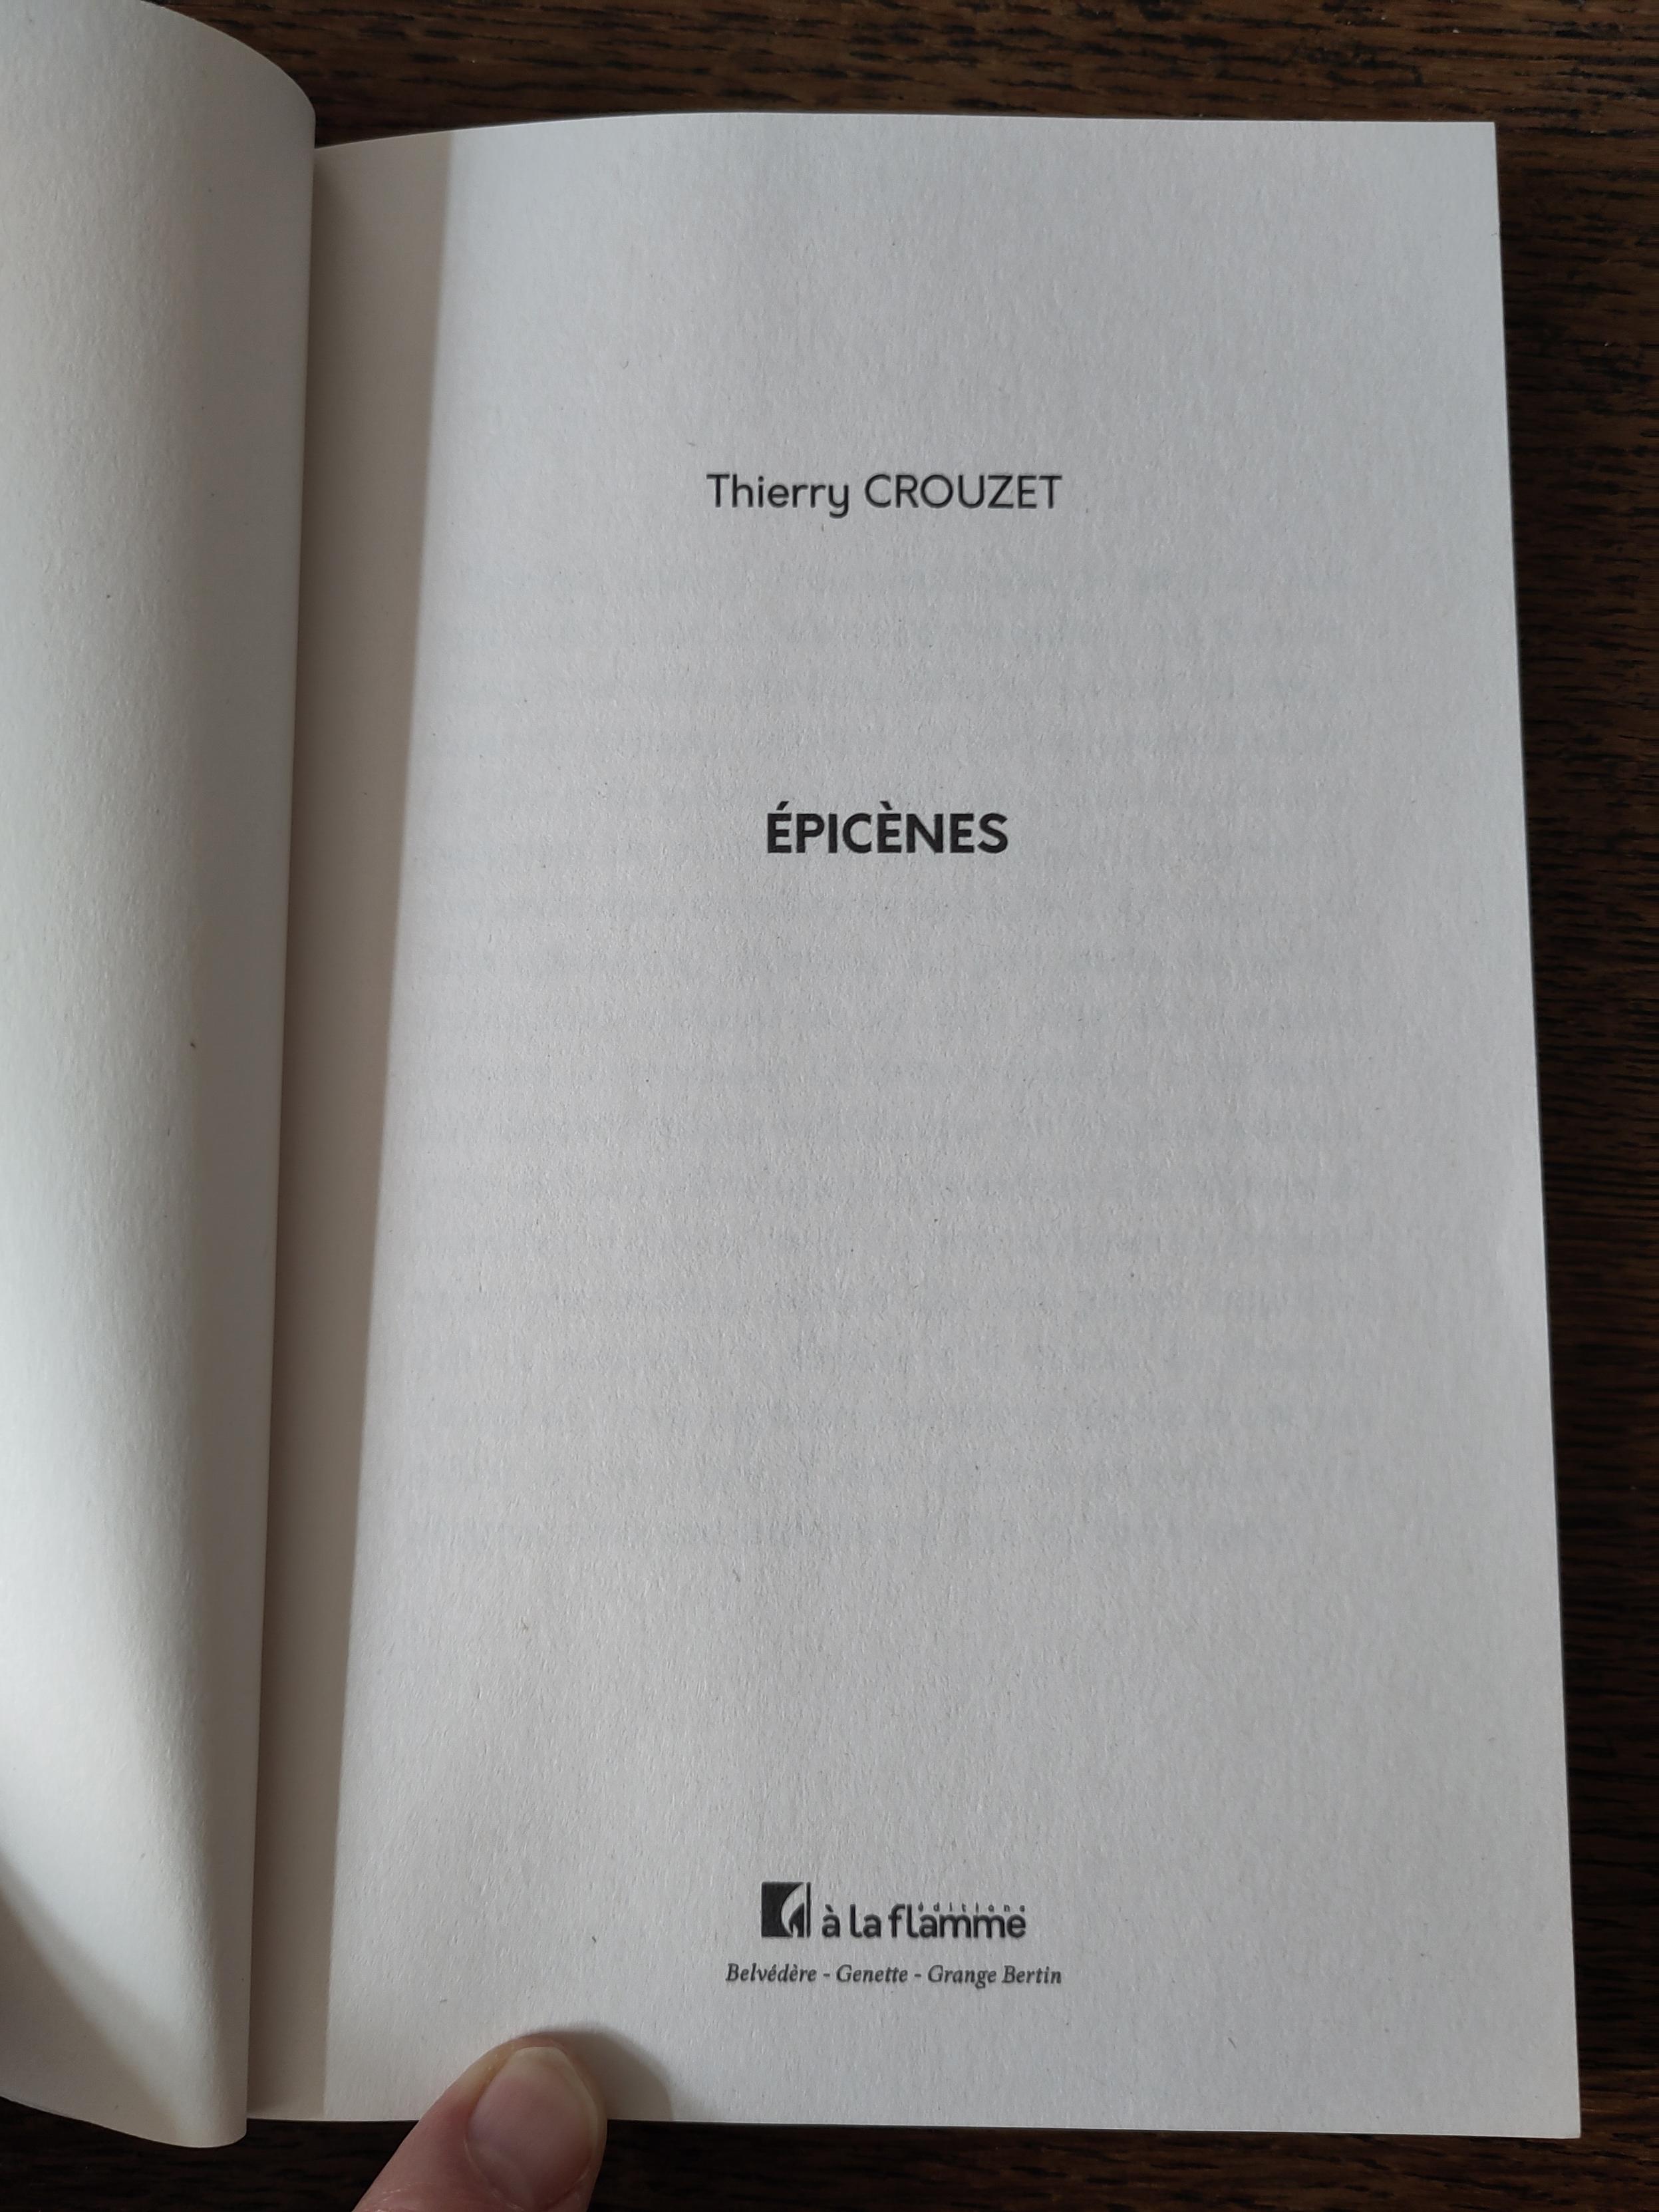 Thierry CROUZET
ÉPICÈNES
éditions
à la flamme
Belvédère - Genette - Grange Bertin